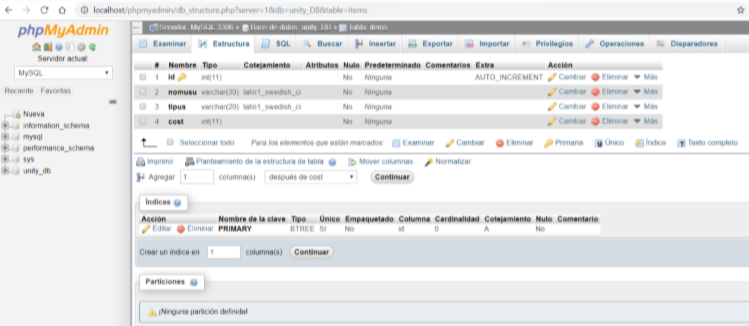 localhost/phpmyadmin/db_structure.php?server=1&db=unity_DB&table=items
phpMyAdmin
Servidor actual:
MySQL
Reciente Favoritas
Nueva
information_schema
mysql
performance_schema
sys
unity_db
Servidor: MySQL:3306 » Base de datos: unity_DB » Tabla: items
Examinar Estructura SQL Buscar Insertar Exportar Importar Privilegios Operaciones Disparadores
# Nombre Tipo Cotejamiento Atributos Nulo Predeterminado Comentarios Extra Acción
1 id int(11) No Ninguna AUTO_INCREMENT Cambiar Eliminar Más
2 nomusu varchar(30) latin1_swedish_ci No Ninguna Cambiar Eliminar Más
3 tipus varchar(20) latin1_swedish_ci No Ninguna Cambiar Eliminar Más
4 cost int(11) No Ninguna Cambiar Eliminar Más
Seleccionar todo Para los elementos que están marcados: Examinar Cambiar Eliminar Primaria Único Índice Texto completo
Imprimir Planteamiento de la estructura de tabla Mover columnas Normalizar
Agregar 1 columna(s) después de cost Continuar
Índices
Acción Nombre de la clave Tipo Único Empaquetado Columna Cardinalidad Cotejamiento Nulo Comentario
Editar Eliminar PRIMARY BTREE Sí No id 0 A No
Crear un índice en 1 columna(s) Continuar
Particiones
¡Ninguna partición definida!